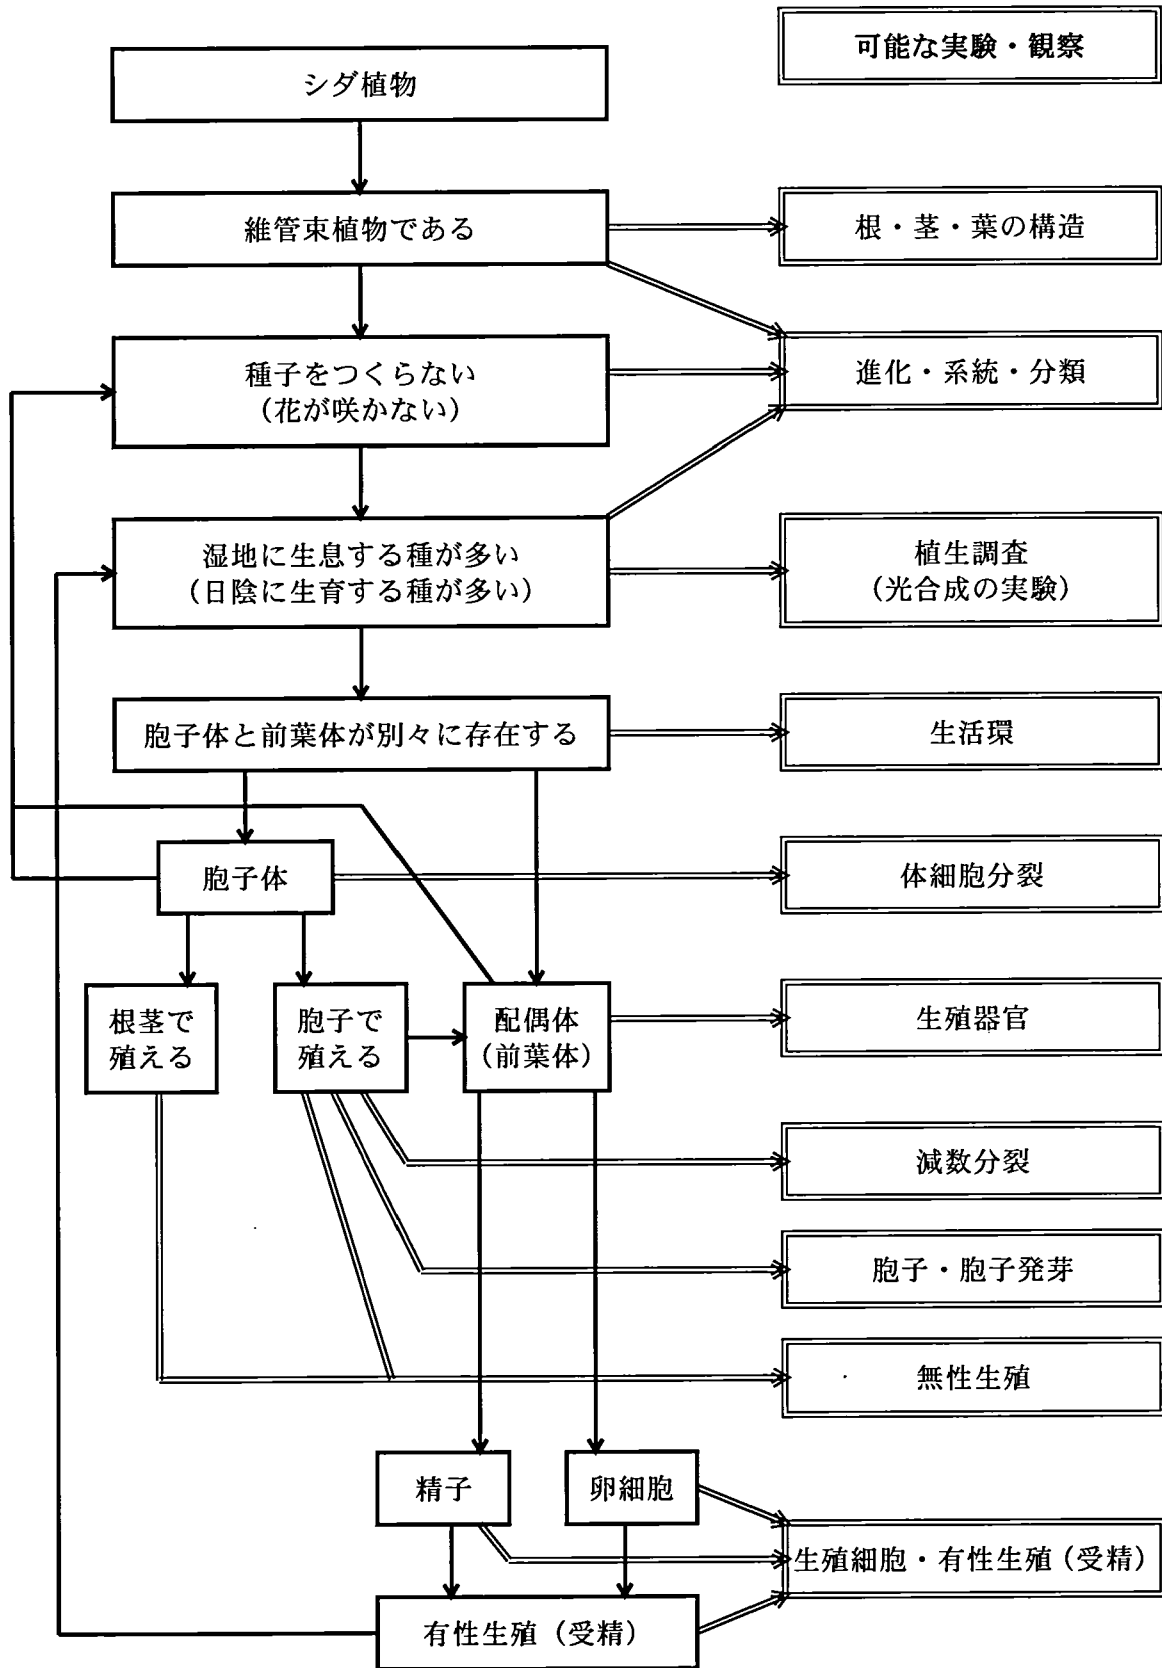 可能な実験・観察
シダ植物
維管束植物である
根・茎・葉の構造
種子をつくらない
(花が咲かない)
進化・系統・分類
湿地に生息する種が多い
(日陰に生育する種が多い)
植生調査
(光合成の実験)
胞子体と前葉体が別々に存在する
生活環
胞子体
体細胞分裂
根茎で
殖える
胞子で
殖える
配偶体
(前葉体)
生殖器官
減数分裂
胞子・胞子発芽
無性生殖
精子
卵細胞
生殖細胞・有性生殖(受精)
有性生殖(受精)